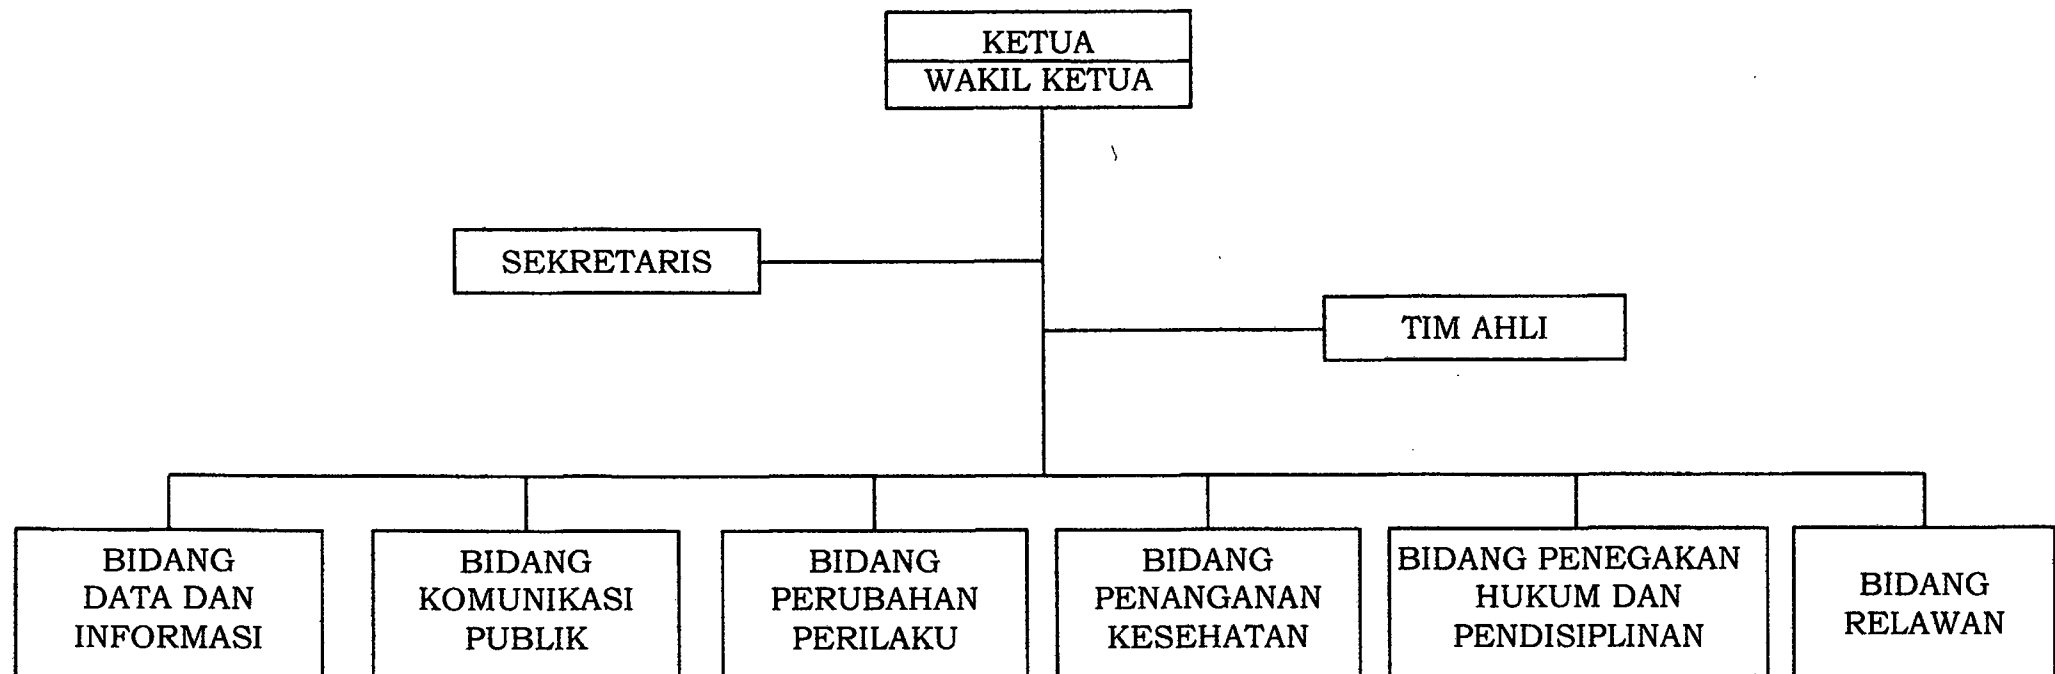 KETUA
WAKIL KETUA
SEKRETARIS
TIM AHLI
BIDANG
DATA DAN
INFORMASI
BIDANG
KOMUNIKASI
PUBLIK
BIDANG
PERUBAHAN
PERILAKU
BIDANG
PENANGANAN
KESEHATAN
BIDANG PENEGAKAN
HUKUM DAN
PENDISIPLINAN
BIDANG
RELAWAN